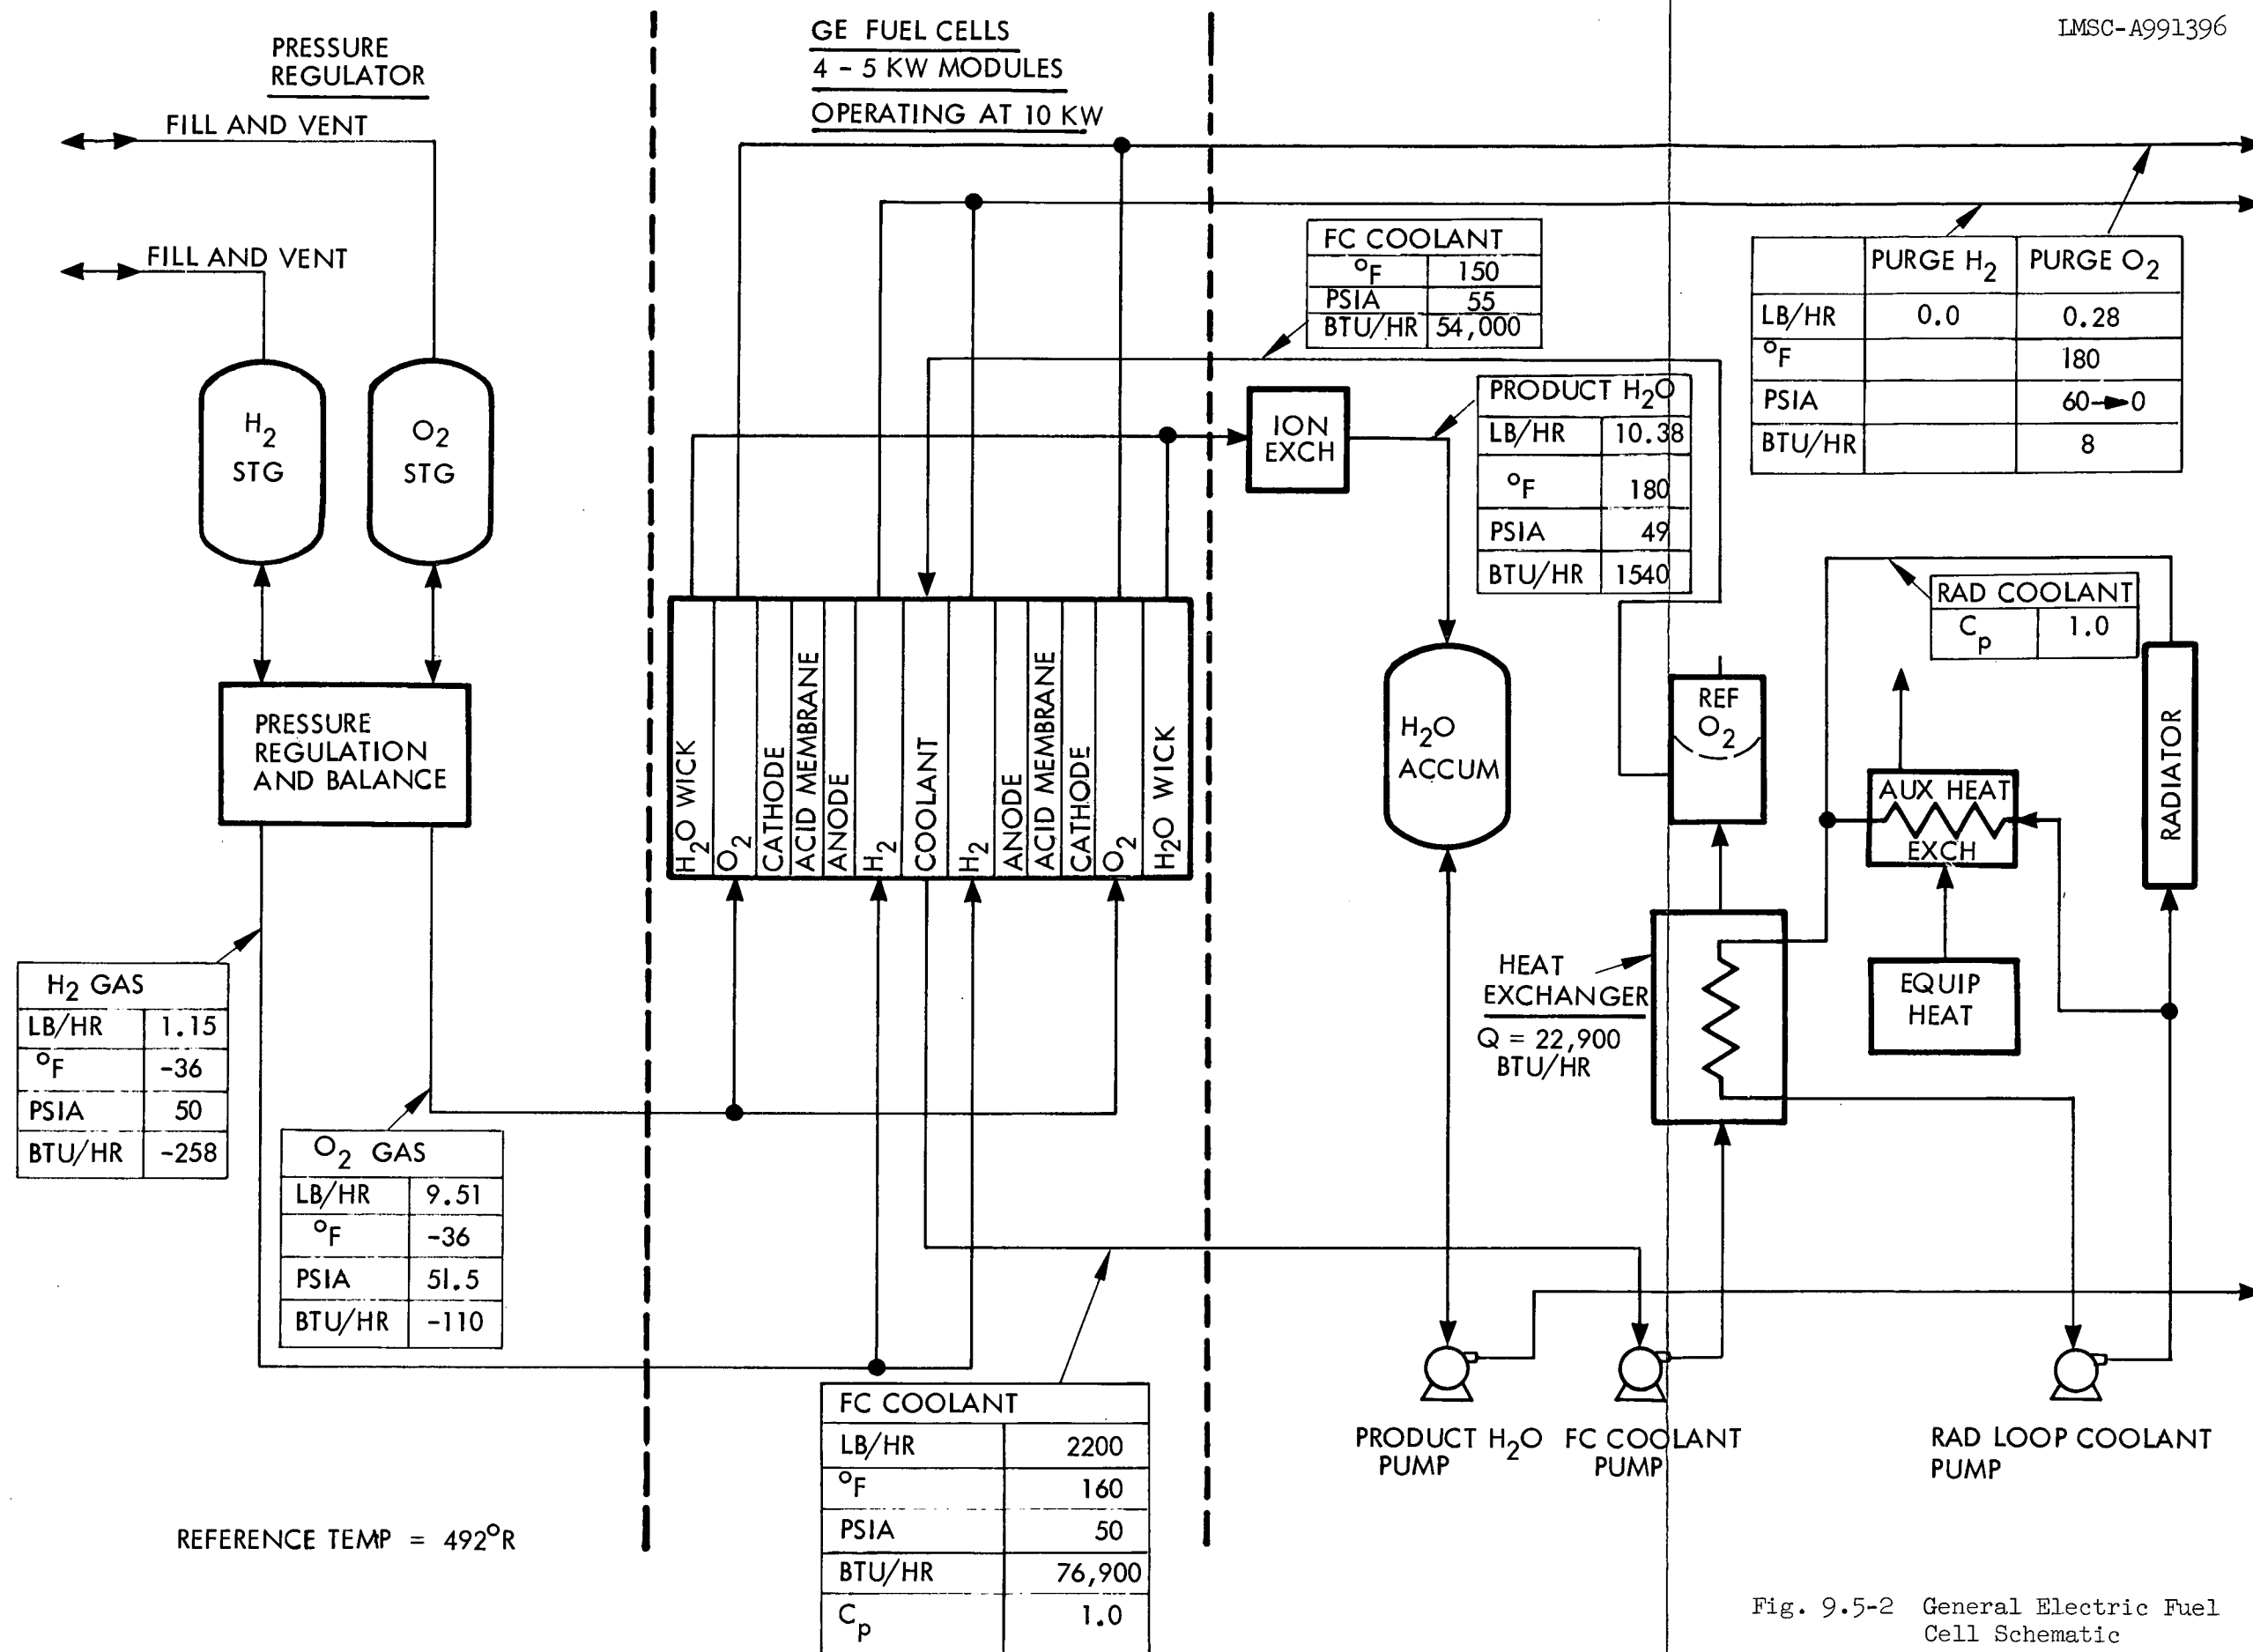 LMSC-A991396
PRESSURE
REGULATOR
GE FUEL CELLS
4 - 5 KW MODULES
OPERATING AT 10 KW
FILL AND VENT
FILL AND VENT
H2
STG
O2
STG
PRESSURE
REGULATION
AND BALANCE
H2 GAS
LB/HR 1.15
°F -36
PSIA 50
BTU/HR -258
O2 GAS
LB/HR 9.51
°F -36
PSIA 51.5
BTU/HR -110
REFERENCE TEMP = 492°R
H2O WICK
O2
CATHODE
ACID MEMBRANE
ANODE
H2
COOLANT
H2
ANODE
ACID MEMBRANE
CATHODE
O2
H2O WICK
FC COOLANT
LB/HR 2200
°F 160
PSIA 50
BTU/HR 76,900
Cp 1.0
FC COOLANT
°F 150
PSIA 55
BTU/HR 54,000
ION
EXCH
PRODUCT H2O
LB/HR 10.38
°F 180
PSIA 49
BTU/HR 1540
PURGE H2 PURGE O2
LB/HR 0.0 0.28
°F 180
PSIA 60→0
BTU/HR 8
H2O
ACCUM
REF
O2
RAD COOLANT
Cp 1.0
AUX HEAT
EXCH
RADIATOR
EQUIP
HEAT
HEAT
EXCHANGER
Q = 22,900
BTU/HR
PRODUCT H2O
PUMP
FC COOLANT
PUMP
RAD LOOP COOLANT
PUMP
Fig. 9.5-2 General Electric Fuel
Cell Schematic